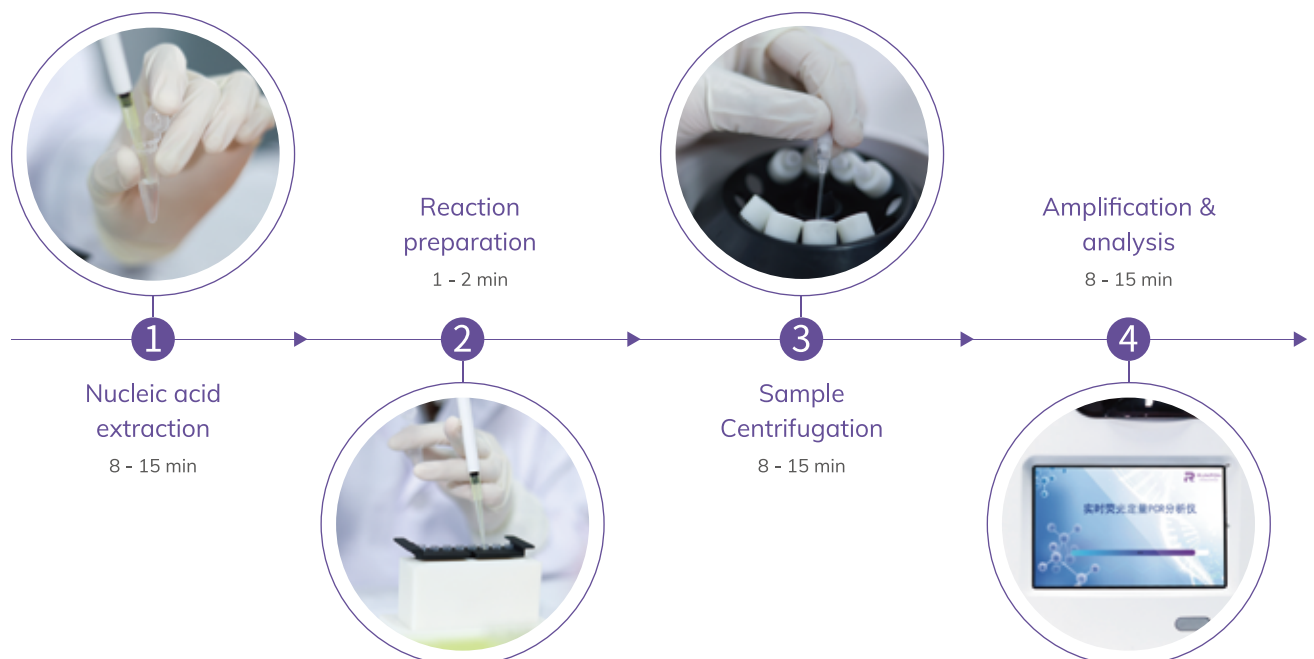 1
Nucleic acid
extraction
8 - 15 min
Reaction
preparation
1 - 2 min
2
3
Sample
Centrifugation
8 - 15 min
Amplification &
analysis
8 - 15 min
4
实时荧光定量PCR分析仪